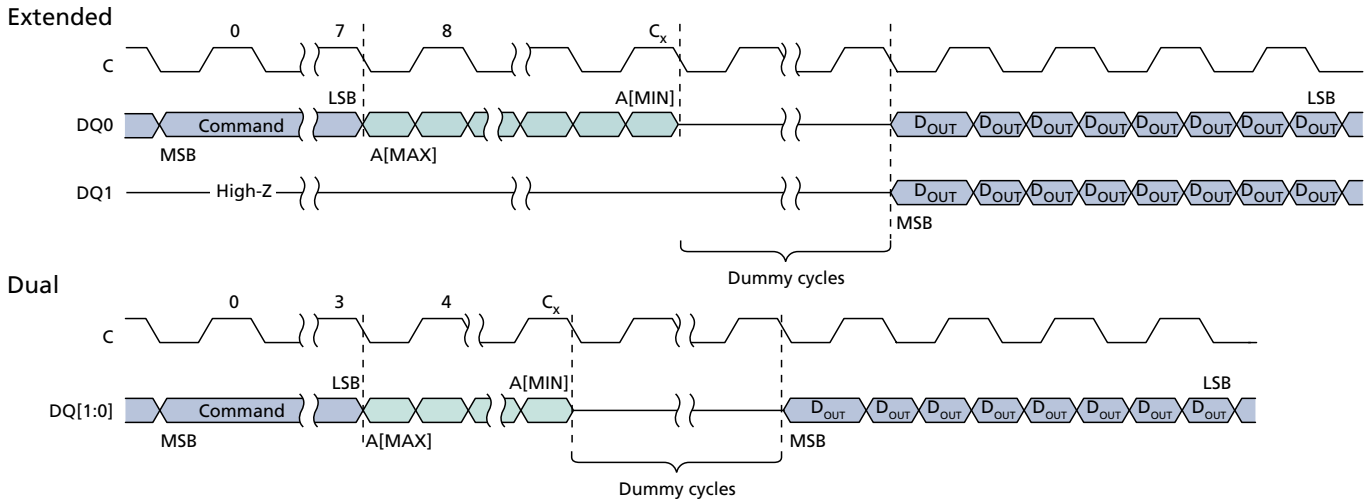 Extended
0 7 8 Cx
C
LSB A[MIN] LSB
DQ0 Command DOUT DOUT DOUT DOUT DOUT DOUT DOUT DOUT
MSB A[MAX]
DQ1 High-Z DOUT DOUT DOUT DOUT DOUT DOUT DOUT DOUT
MSB
Dummy cycles
Dual
0 3 4 Cx
C
LSB A[MIN] LSB
DQ[1:0] Command DOUT DOUT DOUT DOUT DOUT DOUT DOUT DOUT
MSB A[MAX] MSB
Dummy cycles